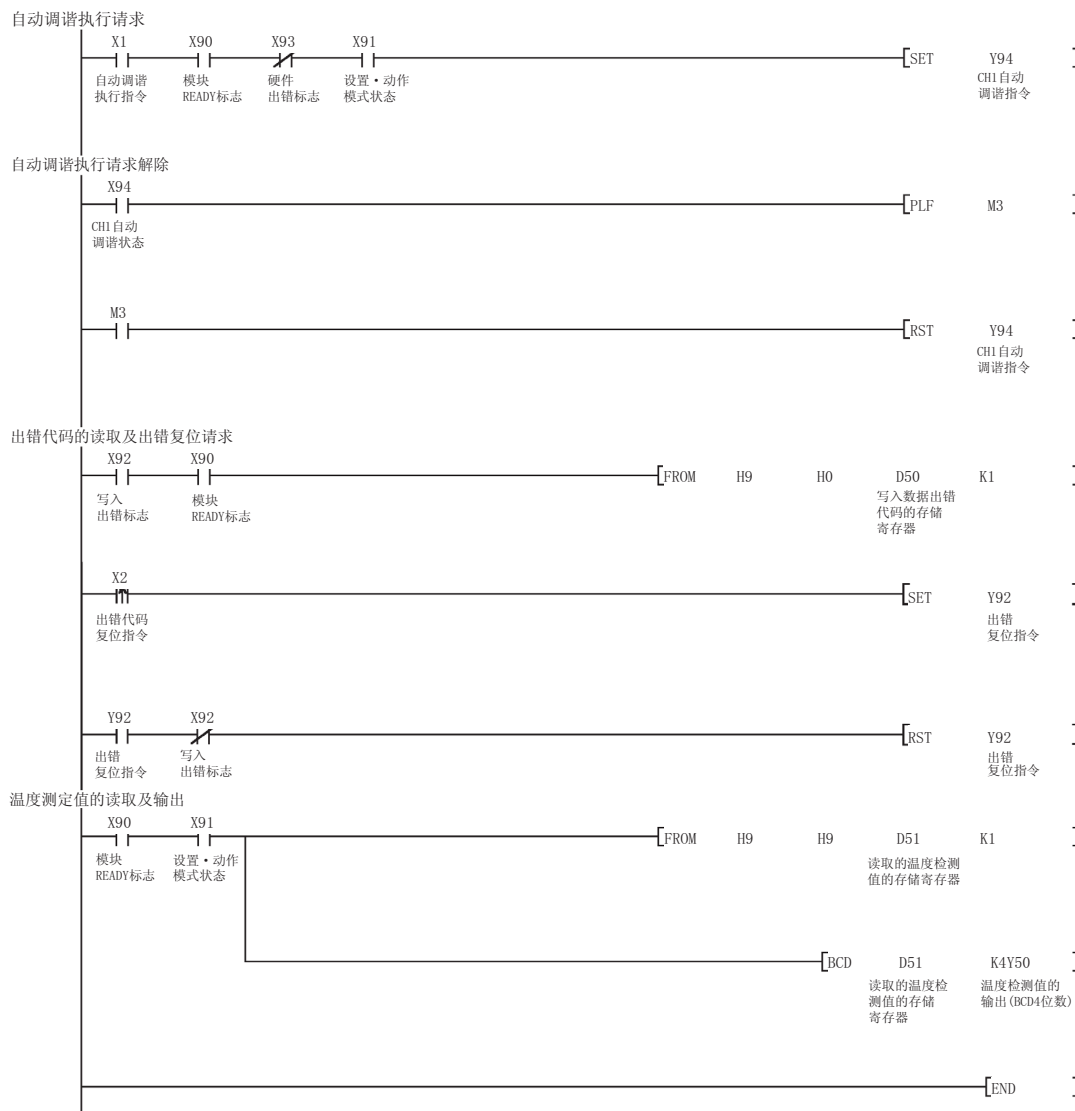 自动调谐执行请求
X1 X90 X93 X91
SET Y94
自动调谐 模块 硬件 设置・动作 CH1自动
执行指令 READY标志 出错标志 模式状态 调谐指令
自动调谐执行请求解除
X94
PLF M3
CH1自动
调谐状态
M3
RST Y94
CH1自动
调谐指令
出错代码的读取及出错复位请求
X92 X90
FROM H9 H0 D50 K1
写入 模块 写入数据出错
出错标志 READY标志 代码的存储
寄存器
X2
SET Y92
出错代码 出错
复位指令 复位指令
Y92 X92
RST Y92
出错 写入 出错
复位指令 出错标志 复位指令
温度测定值的读取及输出
X90 X91
FROM H9 H9 D51 K1
模块 设置・动作 读取的温度检测
READY标志 模式状态 值的存储寄存器
BCD D51 K4Y50
读取的温度检 温度检测值的
测值的存储 输出(BCD4位数)
寄存器
END